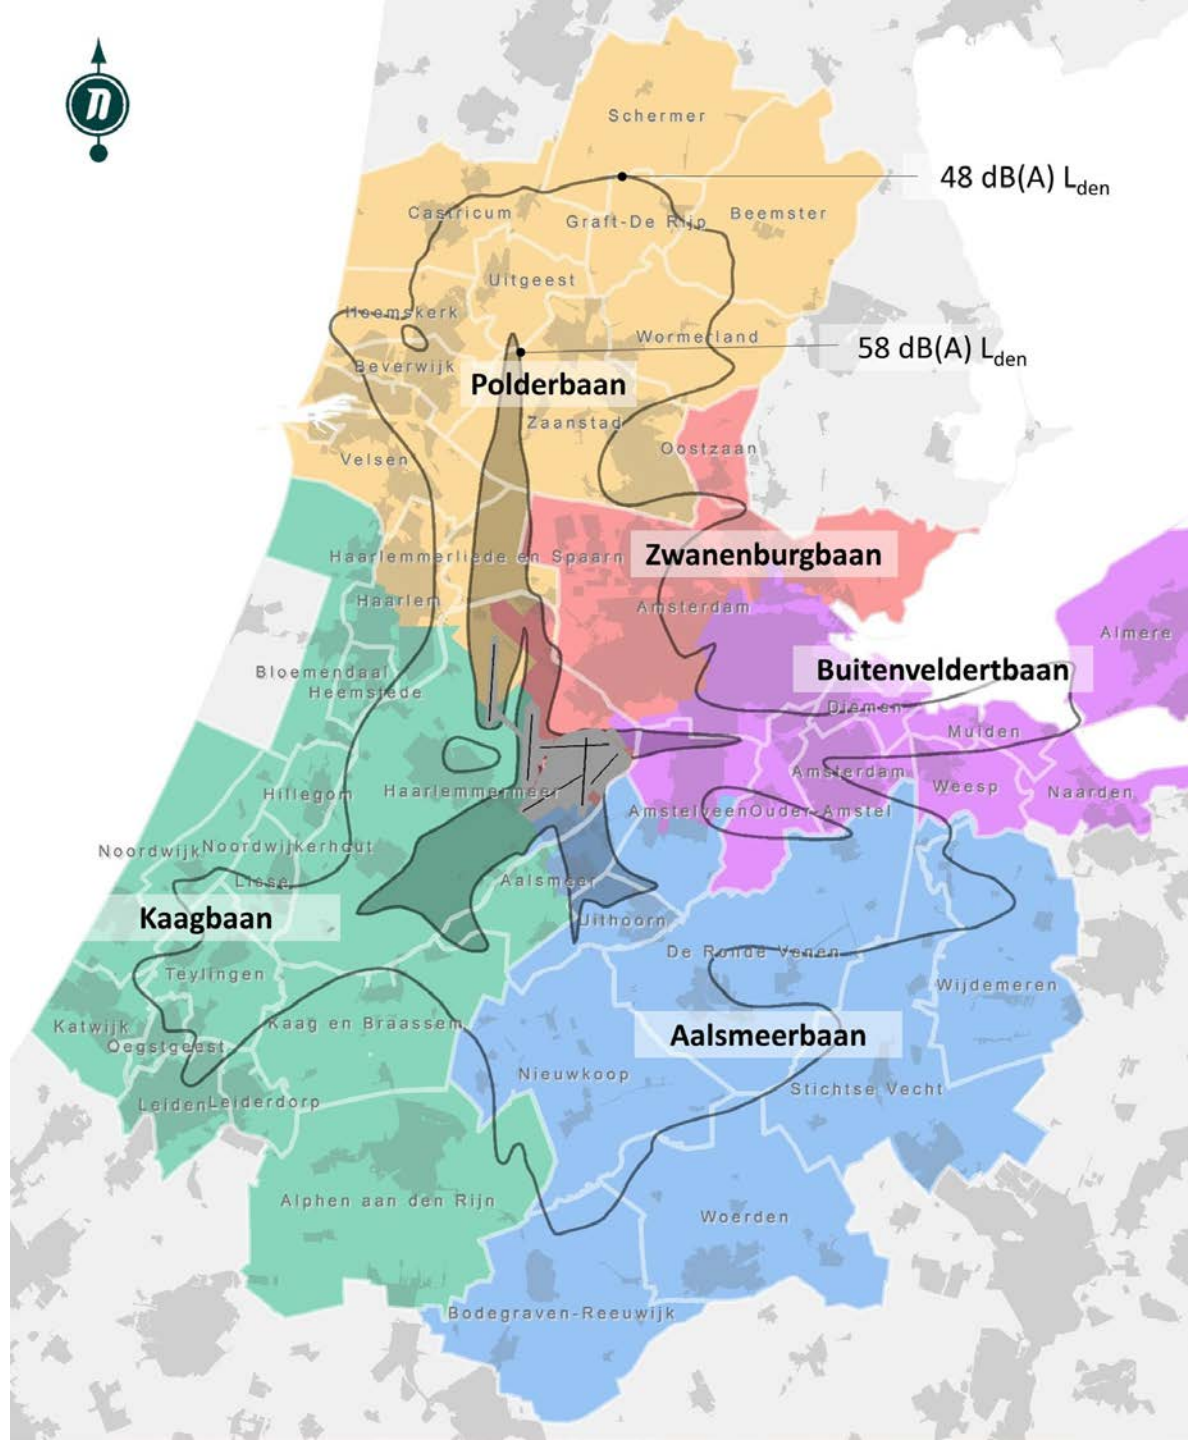 n
Schermer
48 dB(A) Lden
Castricum
Graft-De Rijp
Beemster
Uitgeest
Heemskerk
Wormerland
58 dB(A) Lden
Beverwijk
Polderbaan
Zaanstad
Oostzaan
Velsen
Haarlemmerliede en Spaarn
Zwanenburgbaan
Haarlem
Amsterdam
Almere
Bloemendaal
Buitenveldertbaan
Heemstede
Diemen
Muiden
Amsterdam
Hillegom
Haarlemmermeer
Weesp
Naarden
Amstelveen
Ouder-Amstel
Noordwijk
Noordwijkerhout
Lisse
Aalsmeer
Kaagbaan
Uithoorn
De Ronde Venen
Teylingen
Wijdemeren
Katwijk
Kaag en Braassem
Aalsmeerbaan
Oegstgeest
Nieuwkoop
Stichtse Vecht
Leiden
Leiderdorp
Alphen aan den Rijn
Woerden
Bodegraven-Reeuwijk